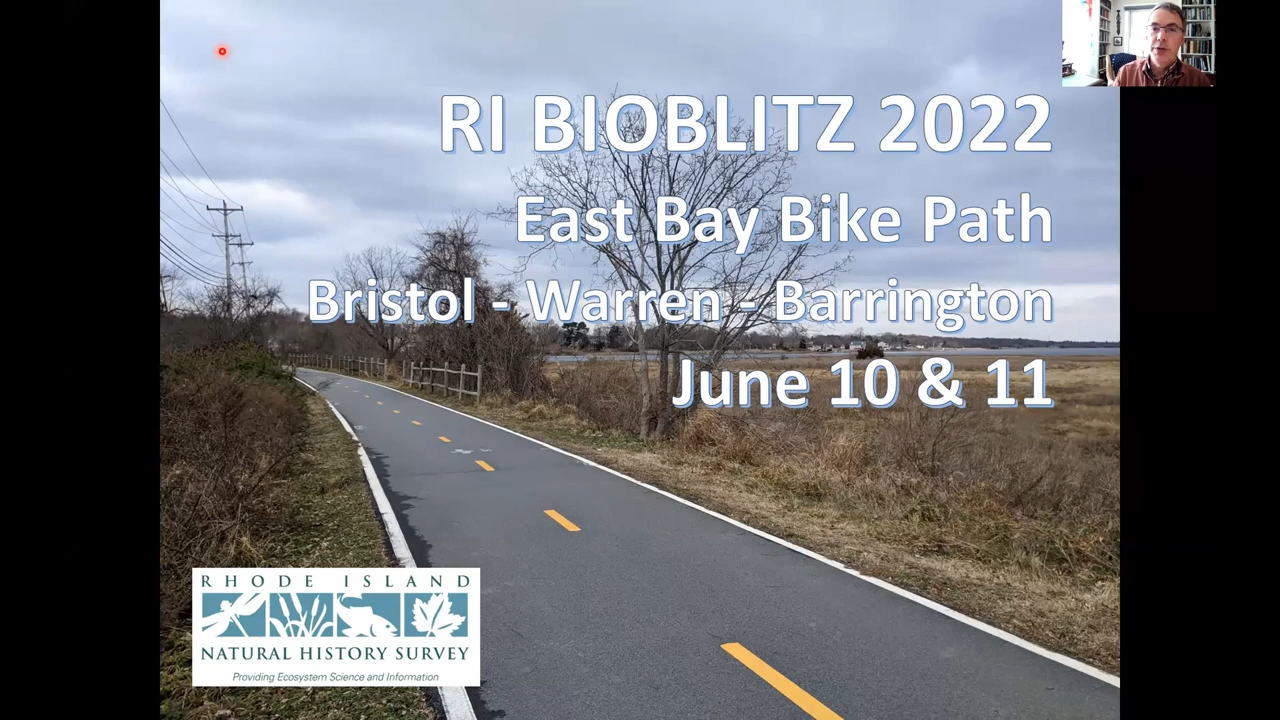 RI BIOBLITZ 2022
East Bay Bike Path
Bristol - Warren - Barrington
June 10 & 11
RHODE ISLAND
NATURAL HISTORY SURVEY
Providing Ecosystem Science and Information